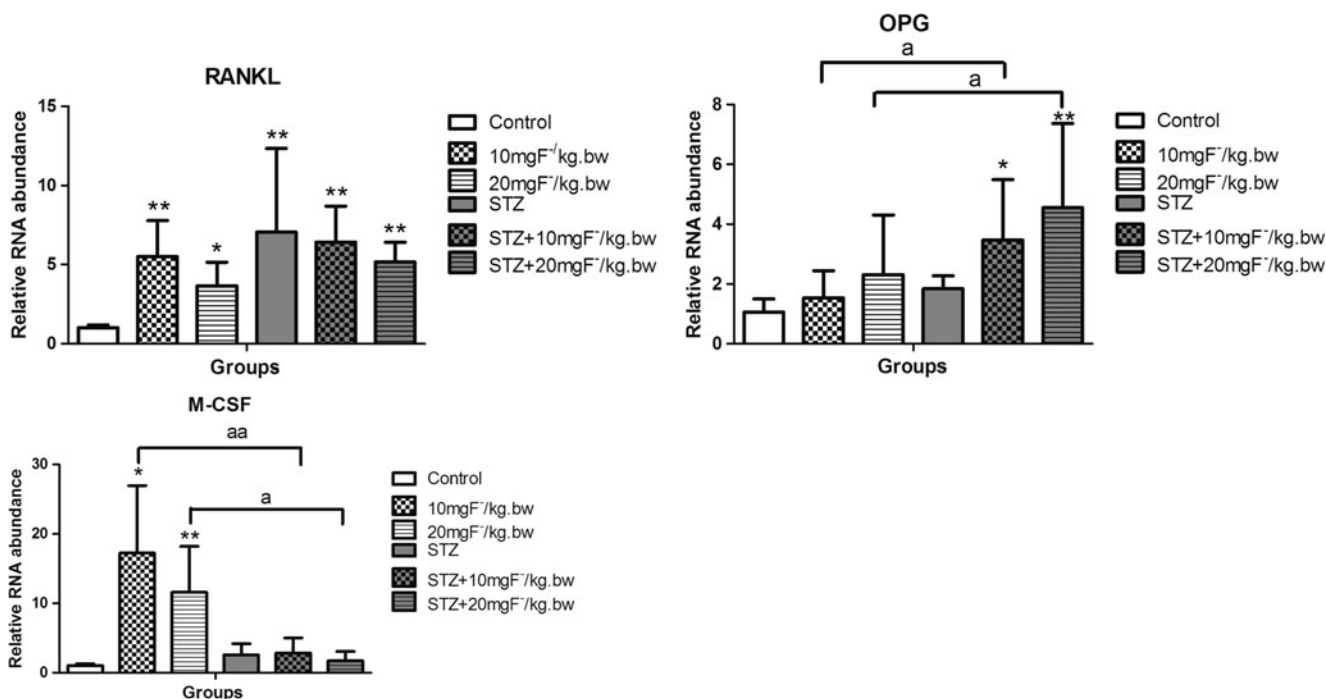 RANKL
Relative RNA abundance
15
10
5
0
**
*
**
**
**
Groups
Control
10mgF⁻/kg.bw
20mgF⁻/kg.bw
STZ
STZ+10mgF⁻/kg.bw
STZ+20mgF⁻/kg.bw
OPG
a
a
Relative RNA abundance
8
6
4
2
0
*
**
Groups
Control
10mgF⁻/kg.bw
20mgF⁻/kg.bw
STZ
STZ+10mgF⁻/kg.bw
STZ+20mgF⁻/kg.bw
M-CSF
aa
a
Relative RNA abundance
30
20
10
0
*
**
Groups
Control
10mgF⁻/kg.bw
20mgF⁻/kg.bw
STZ
STZ+10mgF⁻/kg.bw
STZ+20mgF⁻/kg.bw